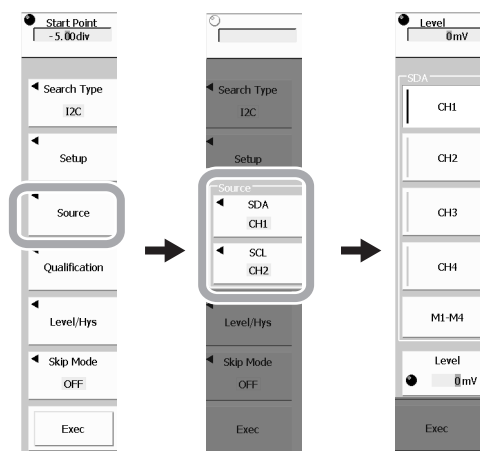 Start Point
-5.00div
Search Type
I2C
Setup
Source
Qualification
Level/Hys
Skip Mode
OFF
Exec
Search Type
I2C
Setup
Source
SDA
CH1
SCL
CH2
Level/Hys
Skip Mode
OFF
Exec
Level
0mV
SDA
CH1
CH2
CH3
CH4
M1-M4
Level
0mV
Exec